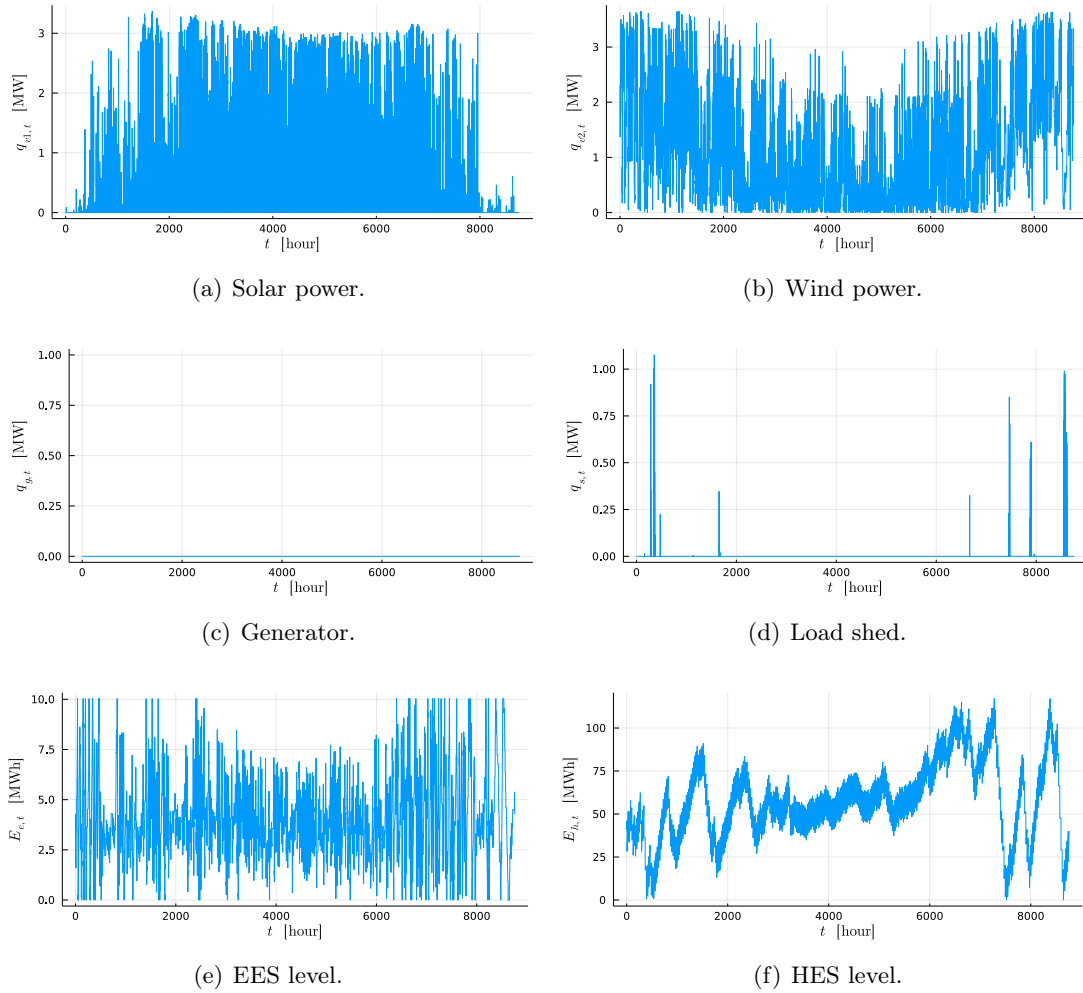 3
2
1
0
q_{v1,t} [MW]
0 2000 4000 6000 8000
t [hour]
(a) Solar power.
3
2
1
0
q_{v2,t} [MW]
0 2000 4000 6000 8000
t [hour]
(b) Wind power.
1.00
0.75
0.50
0.25
0.00
q_{g,t} [MW]
0 2000 4000 6000 8000
t [hour]
(c) Generator.
1.00
0.75
0.50
0.25
0.00
q_{s,t} [MW]
0 2000 4000 6000 8000
t [hour]
(d) Load shed.
10.0
7.5
5.0
2.5
0.0
E_{e,t} [MWh]
0 2000 4000 6000 8000
t [hour]
(e) EES level.
100
75
50
25
0
E_{h,t} [MWh]
0 2000 4000 6000 8000
t [hour]
(f) HES level.